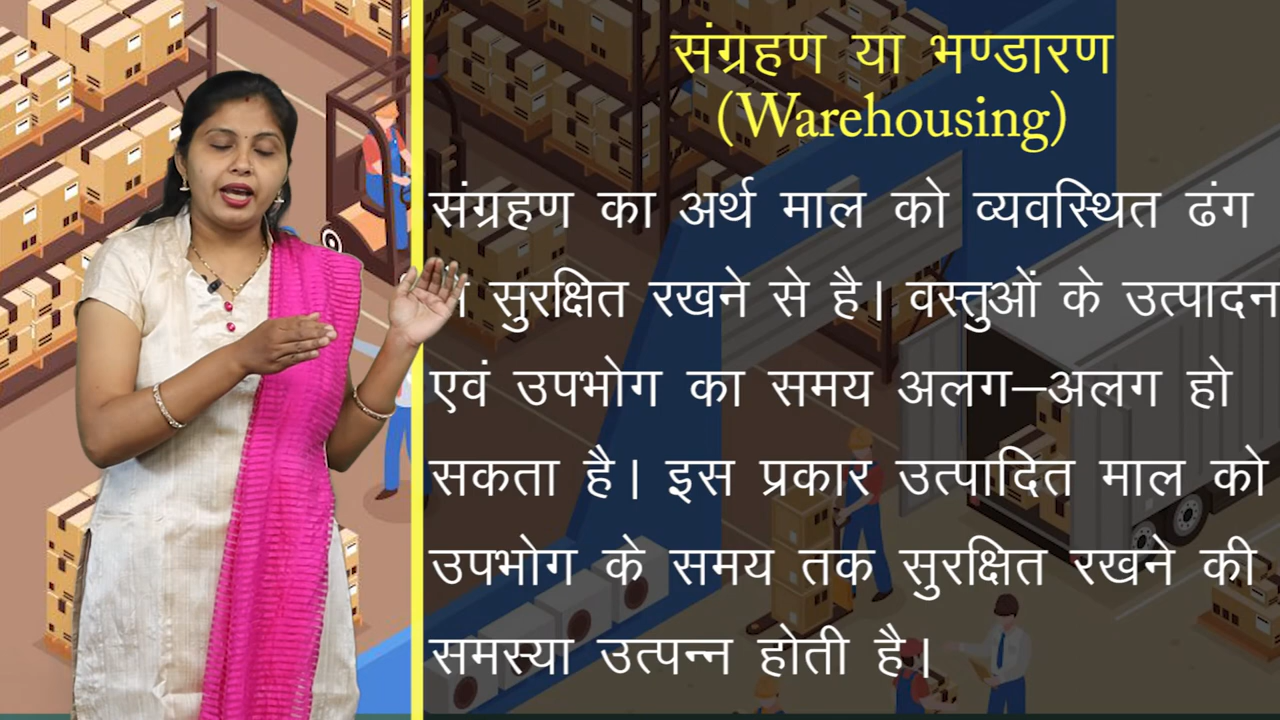 संग्रहण या भण्डारण
(Warehousing)
संग्रहण का अर्थ माल को व्यवस्थित ढंग
सुरक्षित रखने से है। वस्तुओं के उत्पादन
एवं उपभोग का समय अलग–अलग हो
सकता है। इस प्रकार उत्पादित माल को
उपभोग के समय तक सुरक्षित रखने की
समस्या उत्पन्न होती है।